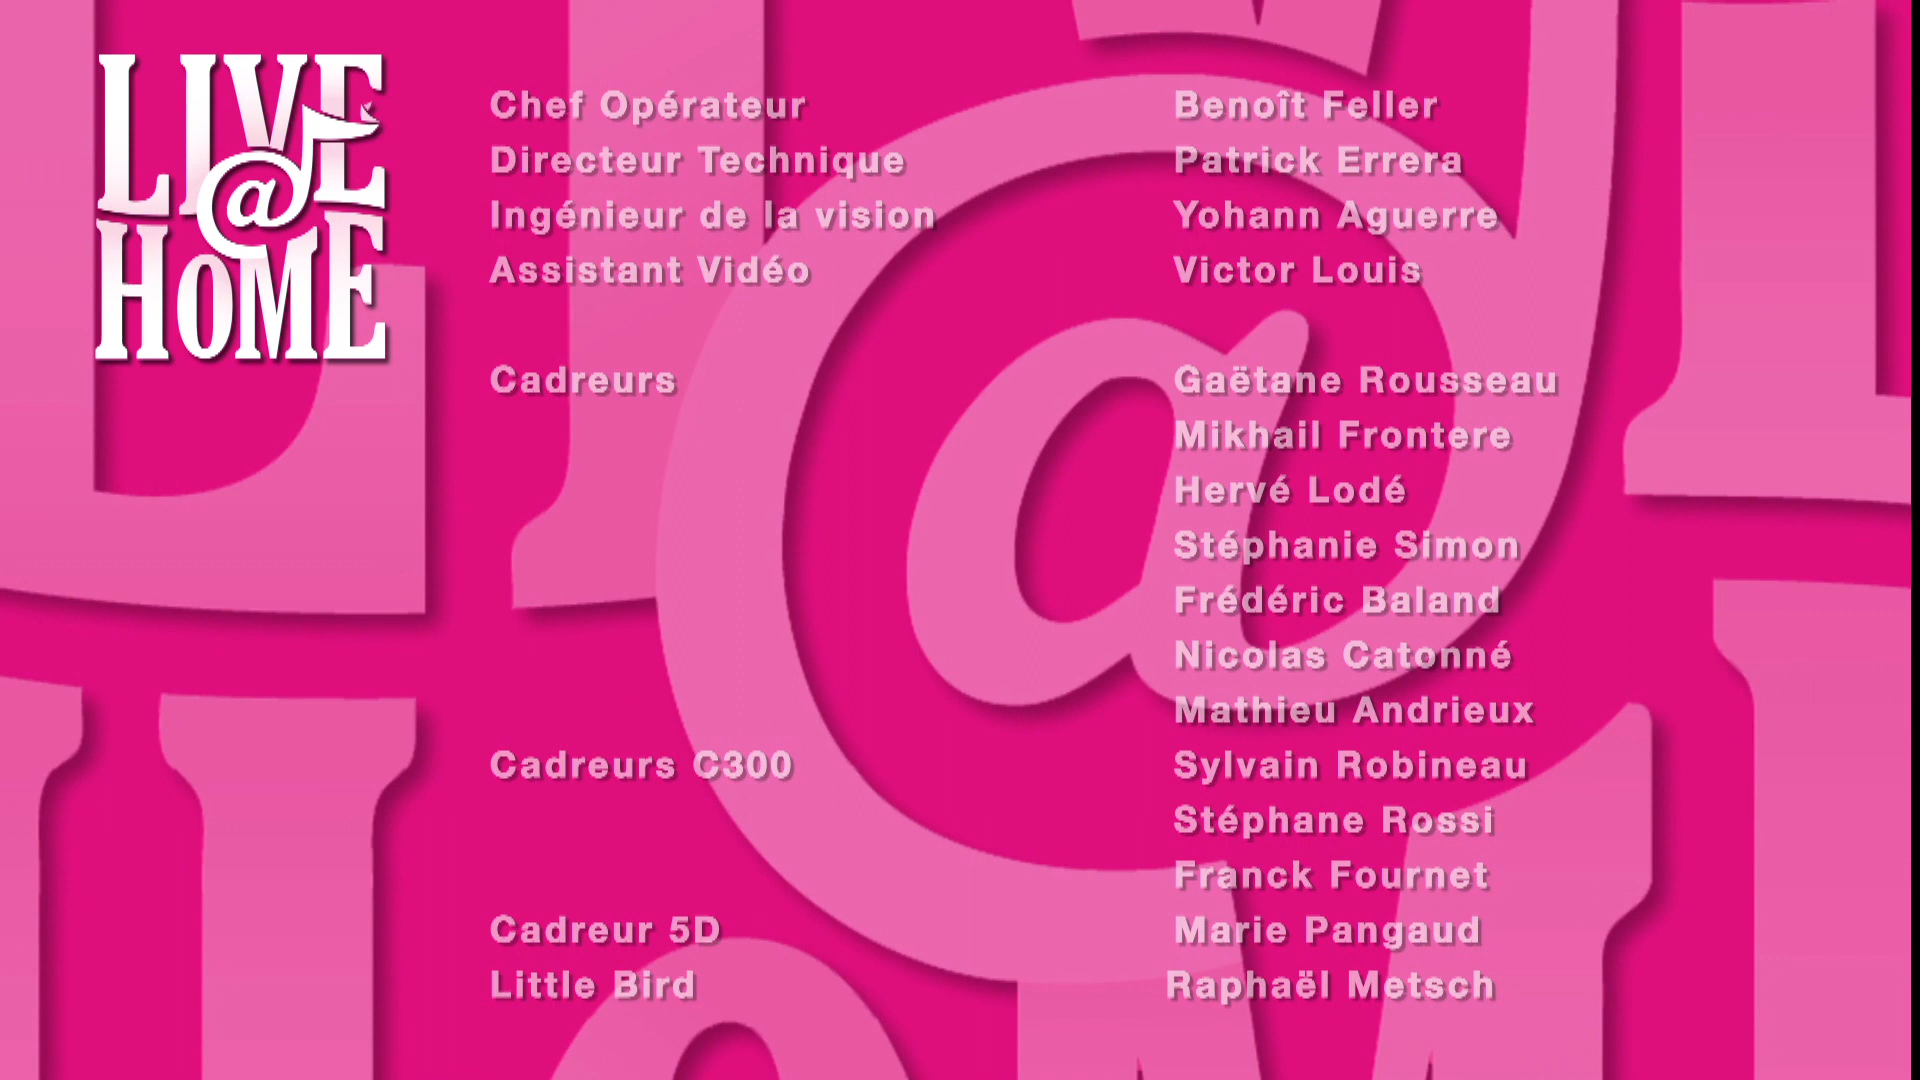 LIVE
@
HOME
Chef Opérateur Benoît Feller
Directeur Technique Patrick Errera
Ingénieur de la vision Yohann Aguerre
Assistant Vidéo Victor Louis
Cadreurs Gaëtane Rousseau
Mikhail Frontere
Hervé Lodé
Stéphanie Simon
Frédéric Baland
Nicolas Catonné
Mathieu Andrieux
Cadreurs C300 Sylvain Robineau
Stéphane Rossi
Franck Fournet
Cadreur 5D Marie Pangaud
Little Bird Raphaël Metsch